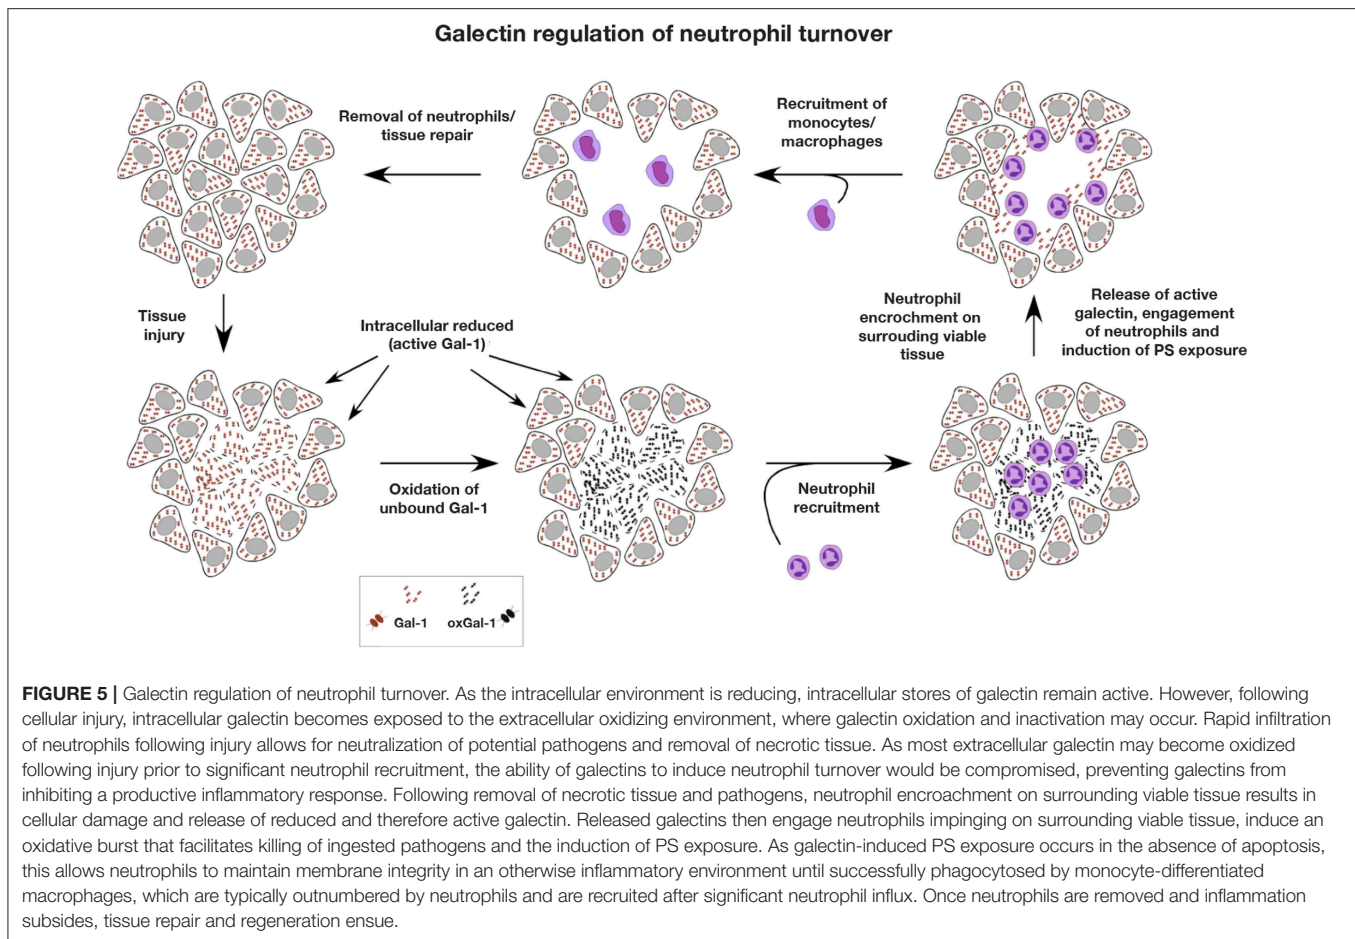 Galectin regulation of neutrophil turnover
Removal of neutrophils/
tissue repair
Recruitment of
monocytes/
macrophages
Tissue
injury
Intracellular reduced
(active Gal-1)
Neutrophil
encrochment on
surrouding viable
tissue
Release of active
galectin, engagement
of neutrophils and
induction of PS exposure
Oxidation of
unbound Gal-1
Neutrophil
recruitment
Gal-1
oxGal-1
FIGURE 5 | Galectin regulation of neutrophil turnover. As the intracellular environment is reducing, intracellular stores of galectin remain active. However, following
cellular injury, intracellular galectin becomes exposed to the extracellular oxidizing environment, where galectin oxidation and inactivation may occur. Rapid infiltration
of neutrophils following injury allows for neutralization of potential pathogens and removal of necrotic tissue. As most extracellular galectin may become oxidized
following injury prior to significant neutrophil recruitment, the ability of galectins to induce neutrophil turnover would be compromised, preventing galectins from
inhibiting a productive inflammatory response. Following removal of necrotic tissue and pathogens, neutrophil encroachment on surrounding viable tissue results in
cellular damage and release of reduced and therefore active galectin. Released galectins then engage neutrophils impinging on surrounding viable tissue, induce an
oxidative burst that facilitates killing of ingested pathogens and the induction of PS exposure. As galectin-induced PS exposure occurs in the absence of apoptosis,
this allows neutrophils to maintain membrane integrity in an otherwise inflammatory environment until successfully phagocytosed by monocyte-differentiated
macrophages, which are typically outnumbered by neutrophils and are recruited after significant neutrophil influx. Once neutrophils are removed and inflammation
subsides, tissue repair and regeneration ensue.